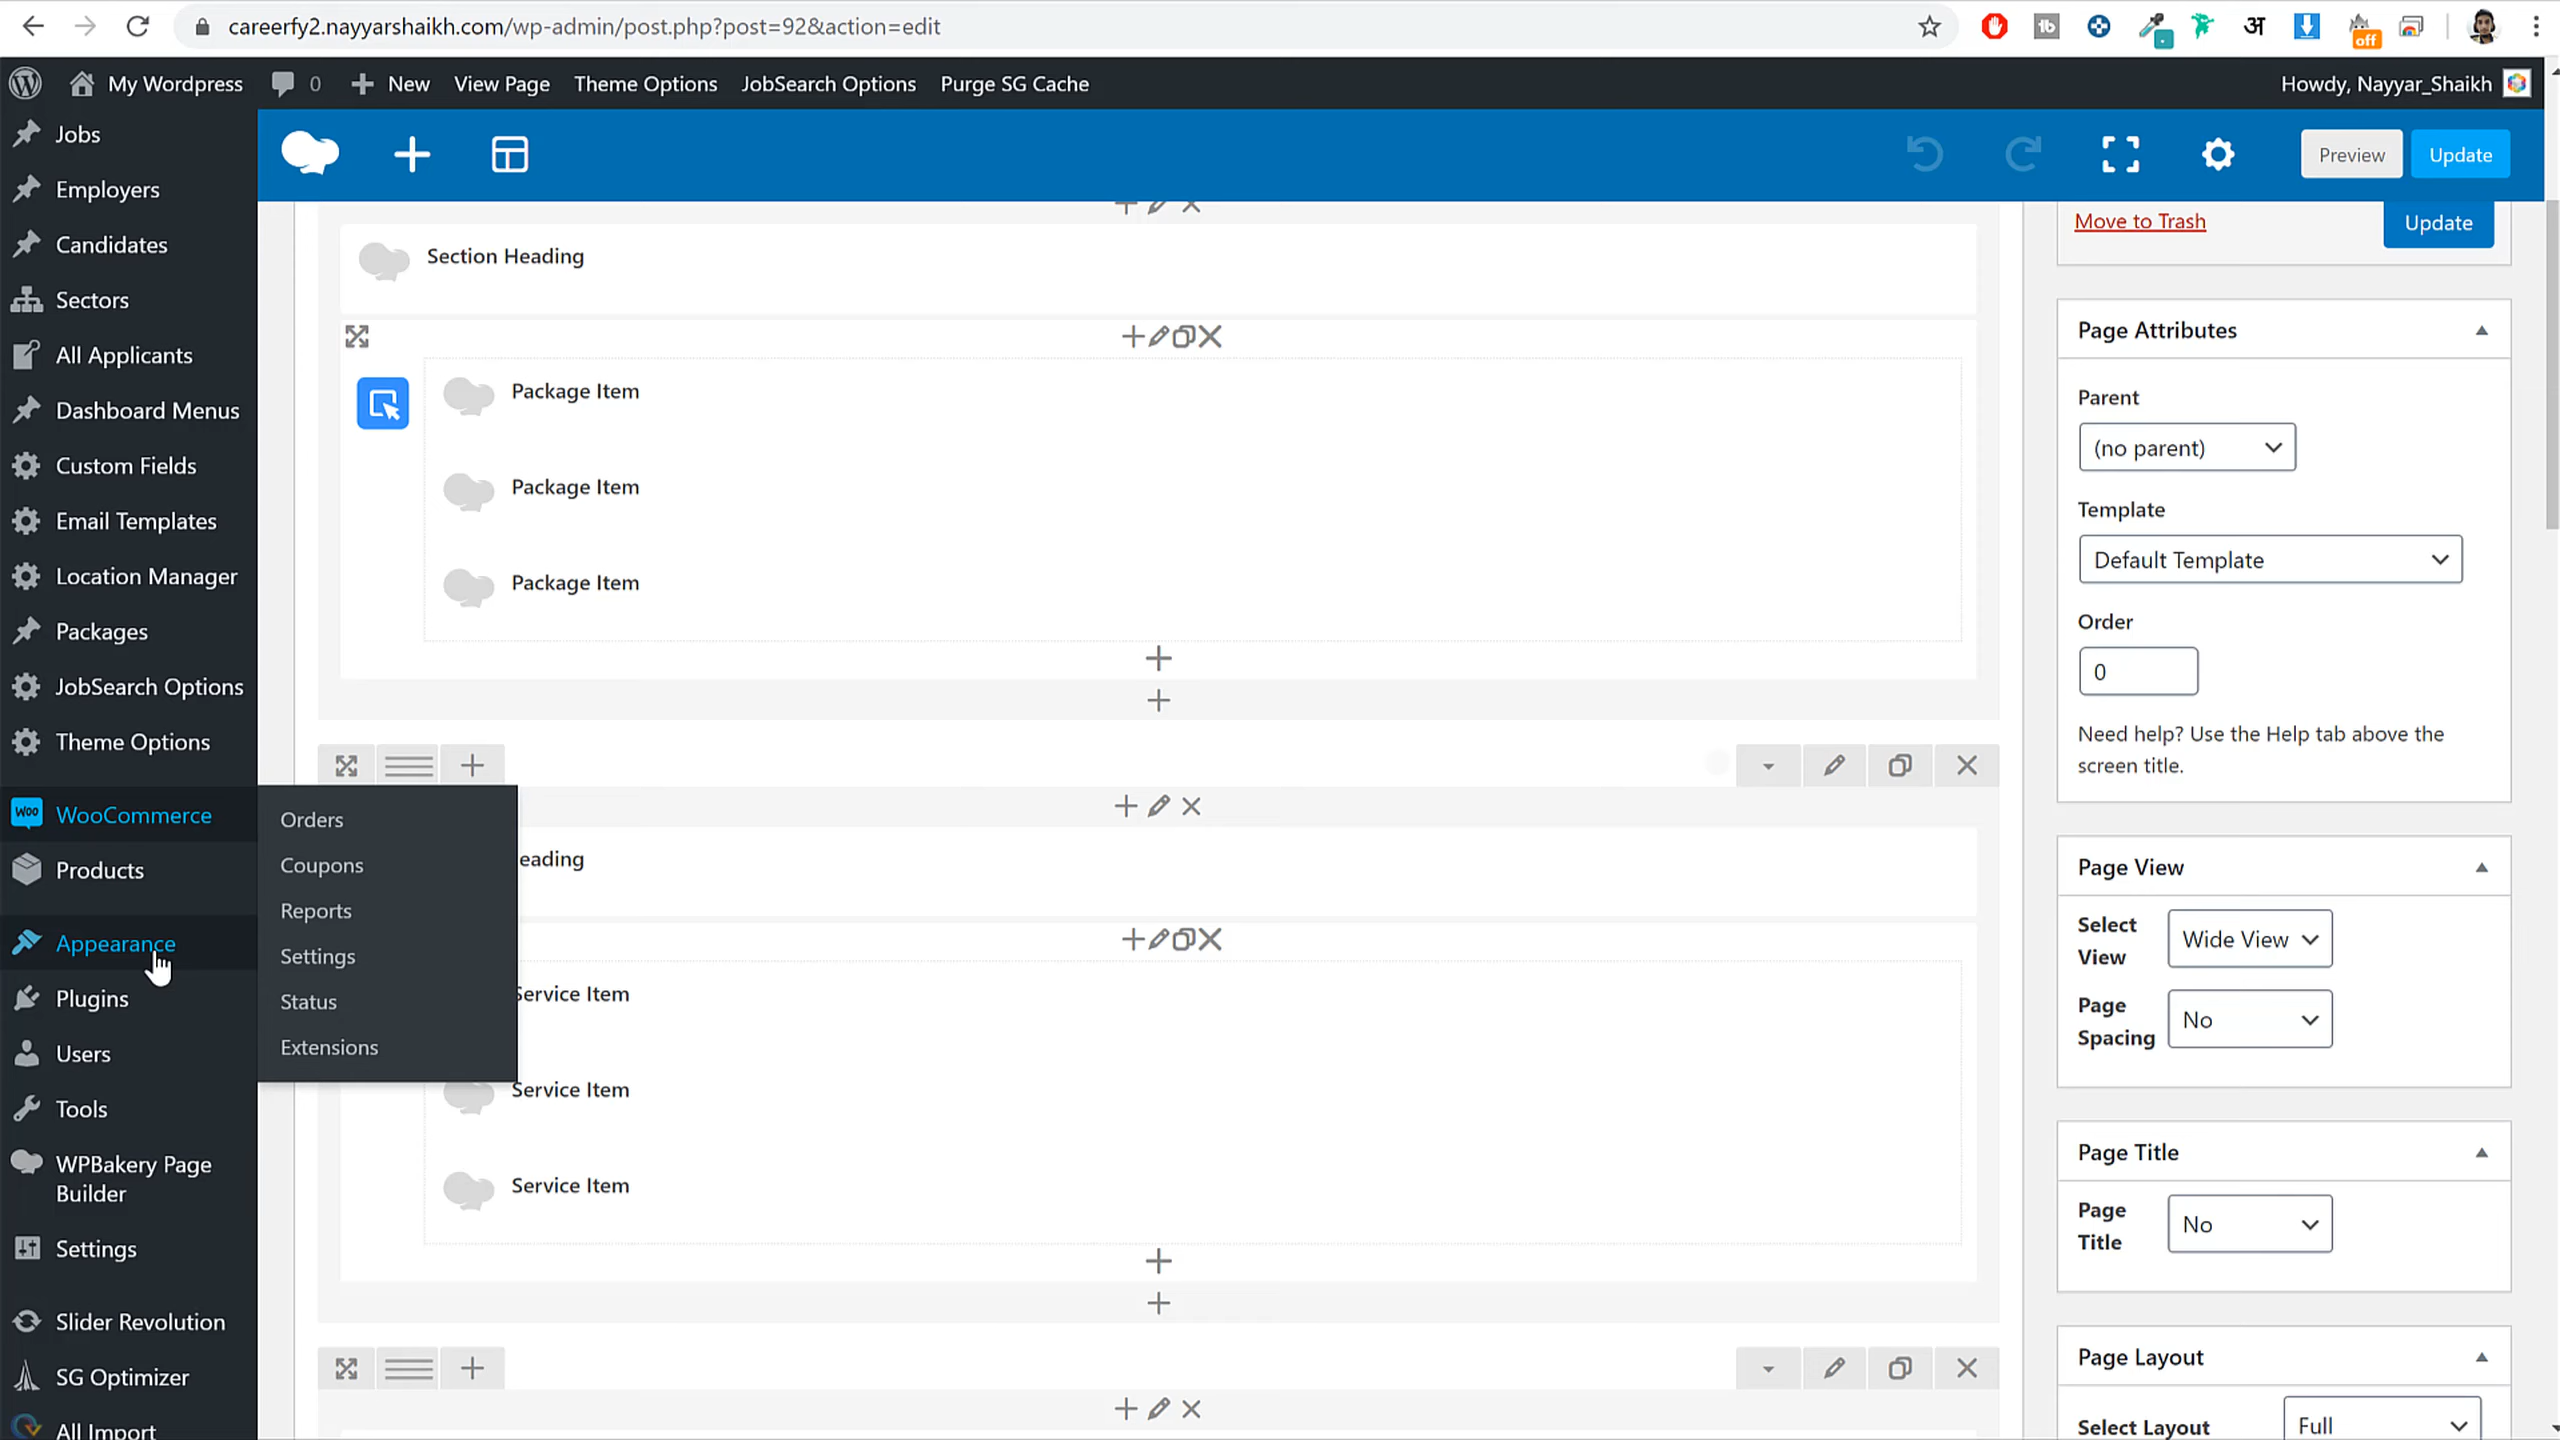 careerfy2.nayyarshaikh.com/wp-admin/post.php?post=92&action=edit
off
My Wordpress
0
New
View Page
Theme Options
JobSearch Options
Purge SG Cache
Howdy, Nayyar_Shaikh
Jobs
Employers
Candidates
Sectors
All Applicants
Dashboard Menus
Custom Fields
Email Templates
Location Manager
Packages
JobSearch Options
Theme Options
Woo
WooCommerce
Products
Appearance
Plugins
Users
Tools
WPBakery Page
Builder
Settings
Slider Revolution
SG Optimizer
All Import
Orders
Coupons
Reports
Settings
Status
Extensions
Preview
Update
Section Heading
Package Item
Package Item
Package Item
eading
Service Item
Service Item
Service Item
Move to Trash
Update
Page Attributes
Parent
(no parent)
Template
Default Template
Order
0
Need help? Use the Help tab above the
screen title.
Page View
Select
View
Wide View
Page
Spacing
No
Page Title
Page
Title
No
Page Layout
Select Layout
Full